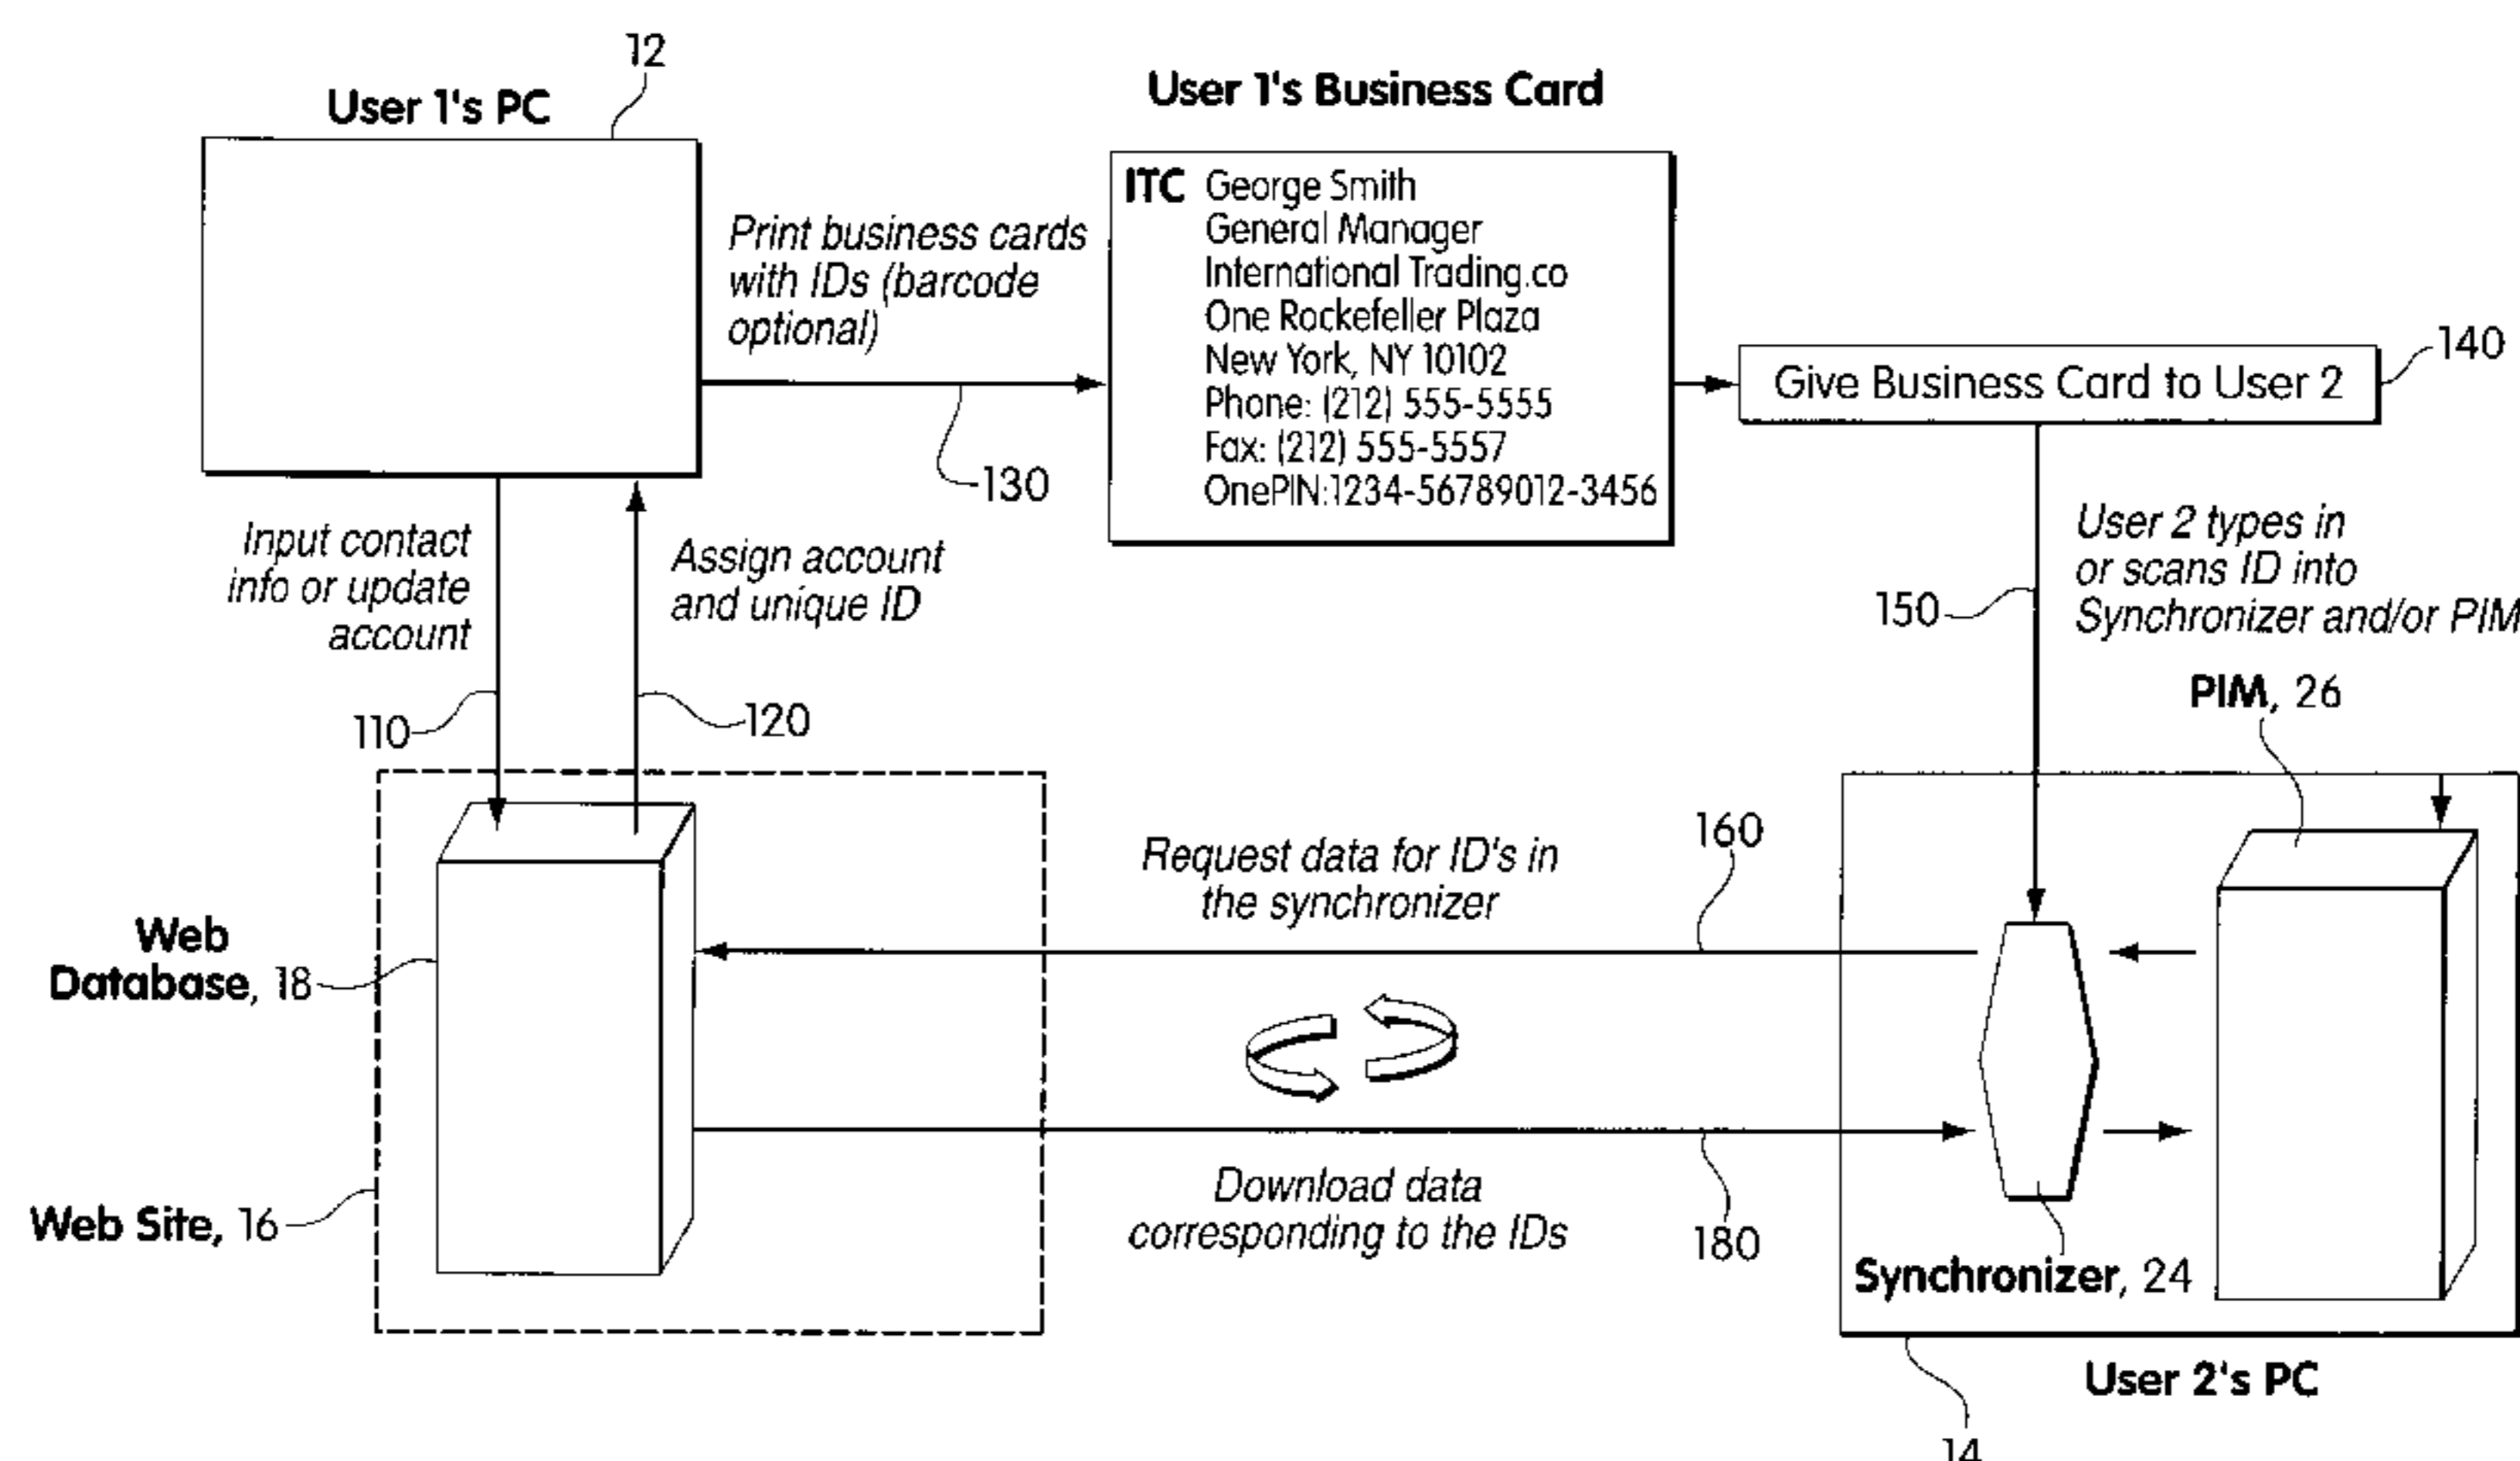 12
User 1's PC
User 1's Business Card
ITC George Smith
General Manager
International Trading.co
One Rockefeller Plaza
New York, NY 10102
Phone: (212) 555-5555
Fax: (212) 555-5557
OnePIN:1234-56789012-3456
Print business cards
with IDs (barcode
optional)
130
Give Business Card to User 2
140
Input contact
info or update
account
Assign account
and unique ID
110
120
150
User 2 types in
or scans ID into
Synchronizer and/or PIM
PIM, 26
Web
Database, 18
Web Site, 16
Request data for ID's in
the synchronizer
160
Download data
corresponding to the IDs
180
Synchronizer, 24
User 2's PC
14